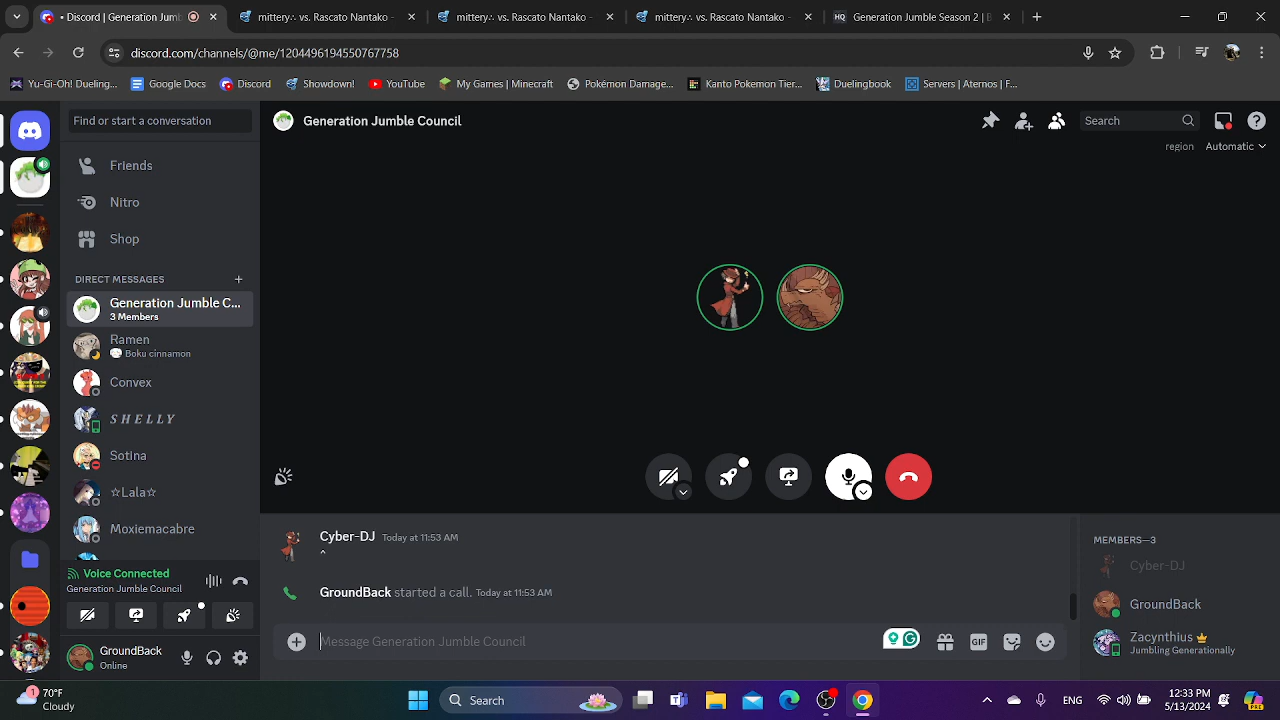 • Discord | Generation Jumbl
mittery∴ vs. Rascato Nantako -
mittery∴ vs. Rascato Nantako -
mittery∴ vs. Rascato Nantako -
HQ Generation Jumble Season 2 | B
discord.com/channels/@me/1204496194550767758
Yu-Gi-Oh! Dueling...
Google Docs
Discord
Showdown!
YouTube
My Games | Minecraft
Pokémon Damage...
Kanto Pokemon Tier...
Duelingbook
Servers | Aternos | F...
Find or start a conversation
Friends
Nitro
Shop
DIRECT MESSAGES
Generation Jumble C...
3 Members
Ramen
Boku cinnamon
Convex
S H E L L Y
Sotina
☆Lala☆
Moxiemacabre
Voice Connected
Generation Jumble Council
GroundBack
Online
Generation Jumble Council
Search
region Automatic
Cyber-DJ Today at 11:53 AM
^
GroundBack started a call. Today at 11:53 AM
Message Generation Jumble Council
GIF
MEMBERS—3
Cyber-DJ
GroundBack
Zacynthius
Jumbling Generationally
1
70°F
Cloudy
Search
ENG
12:33 PM
5/13/2024